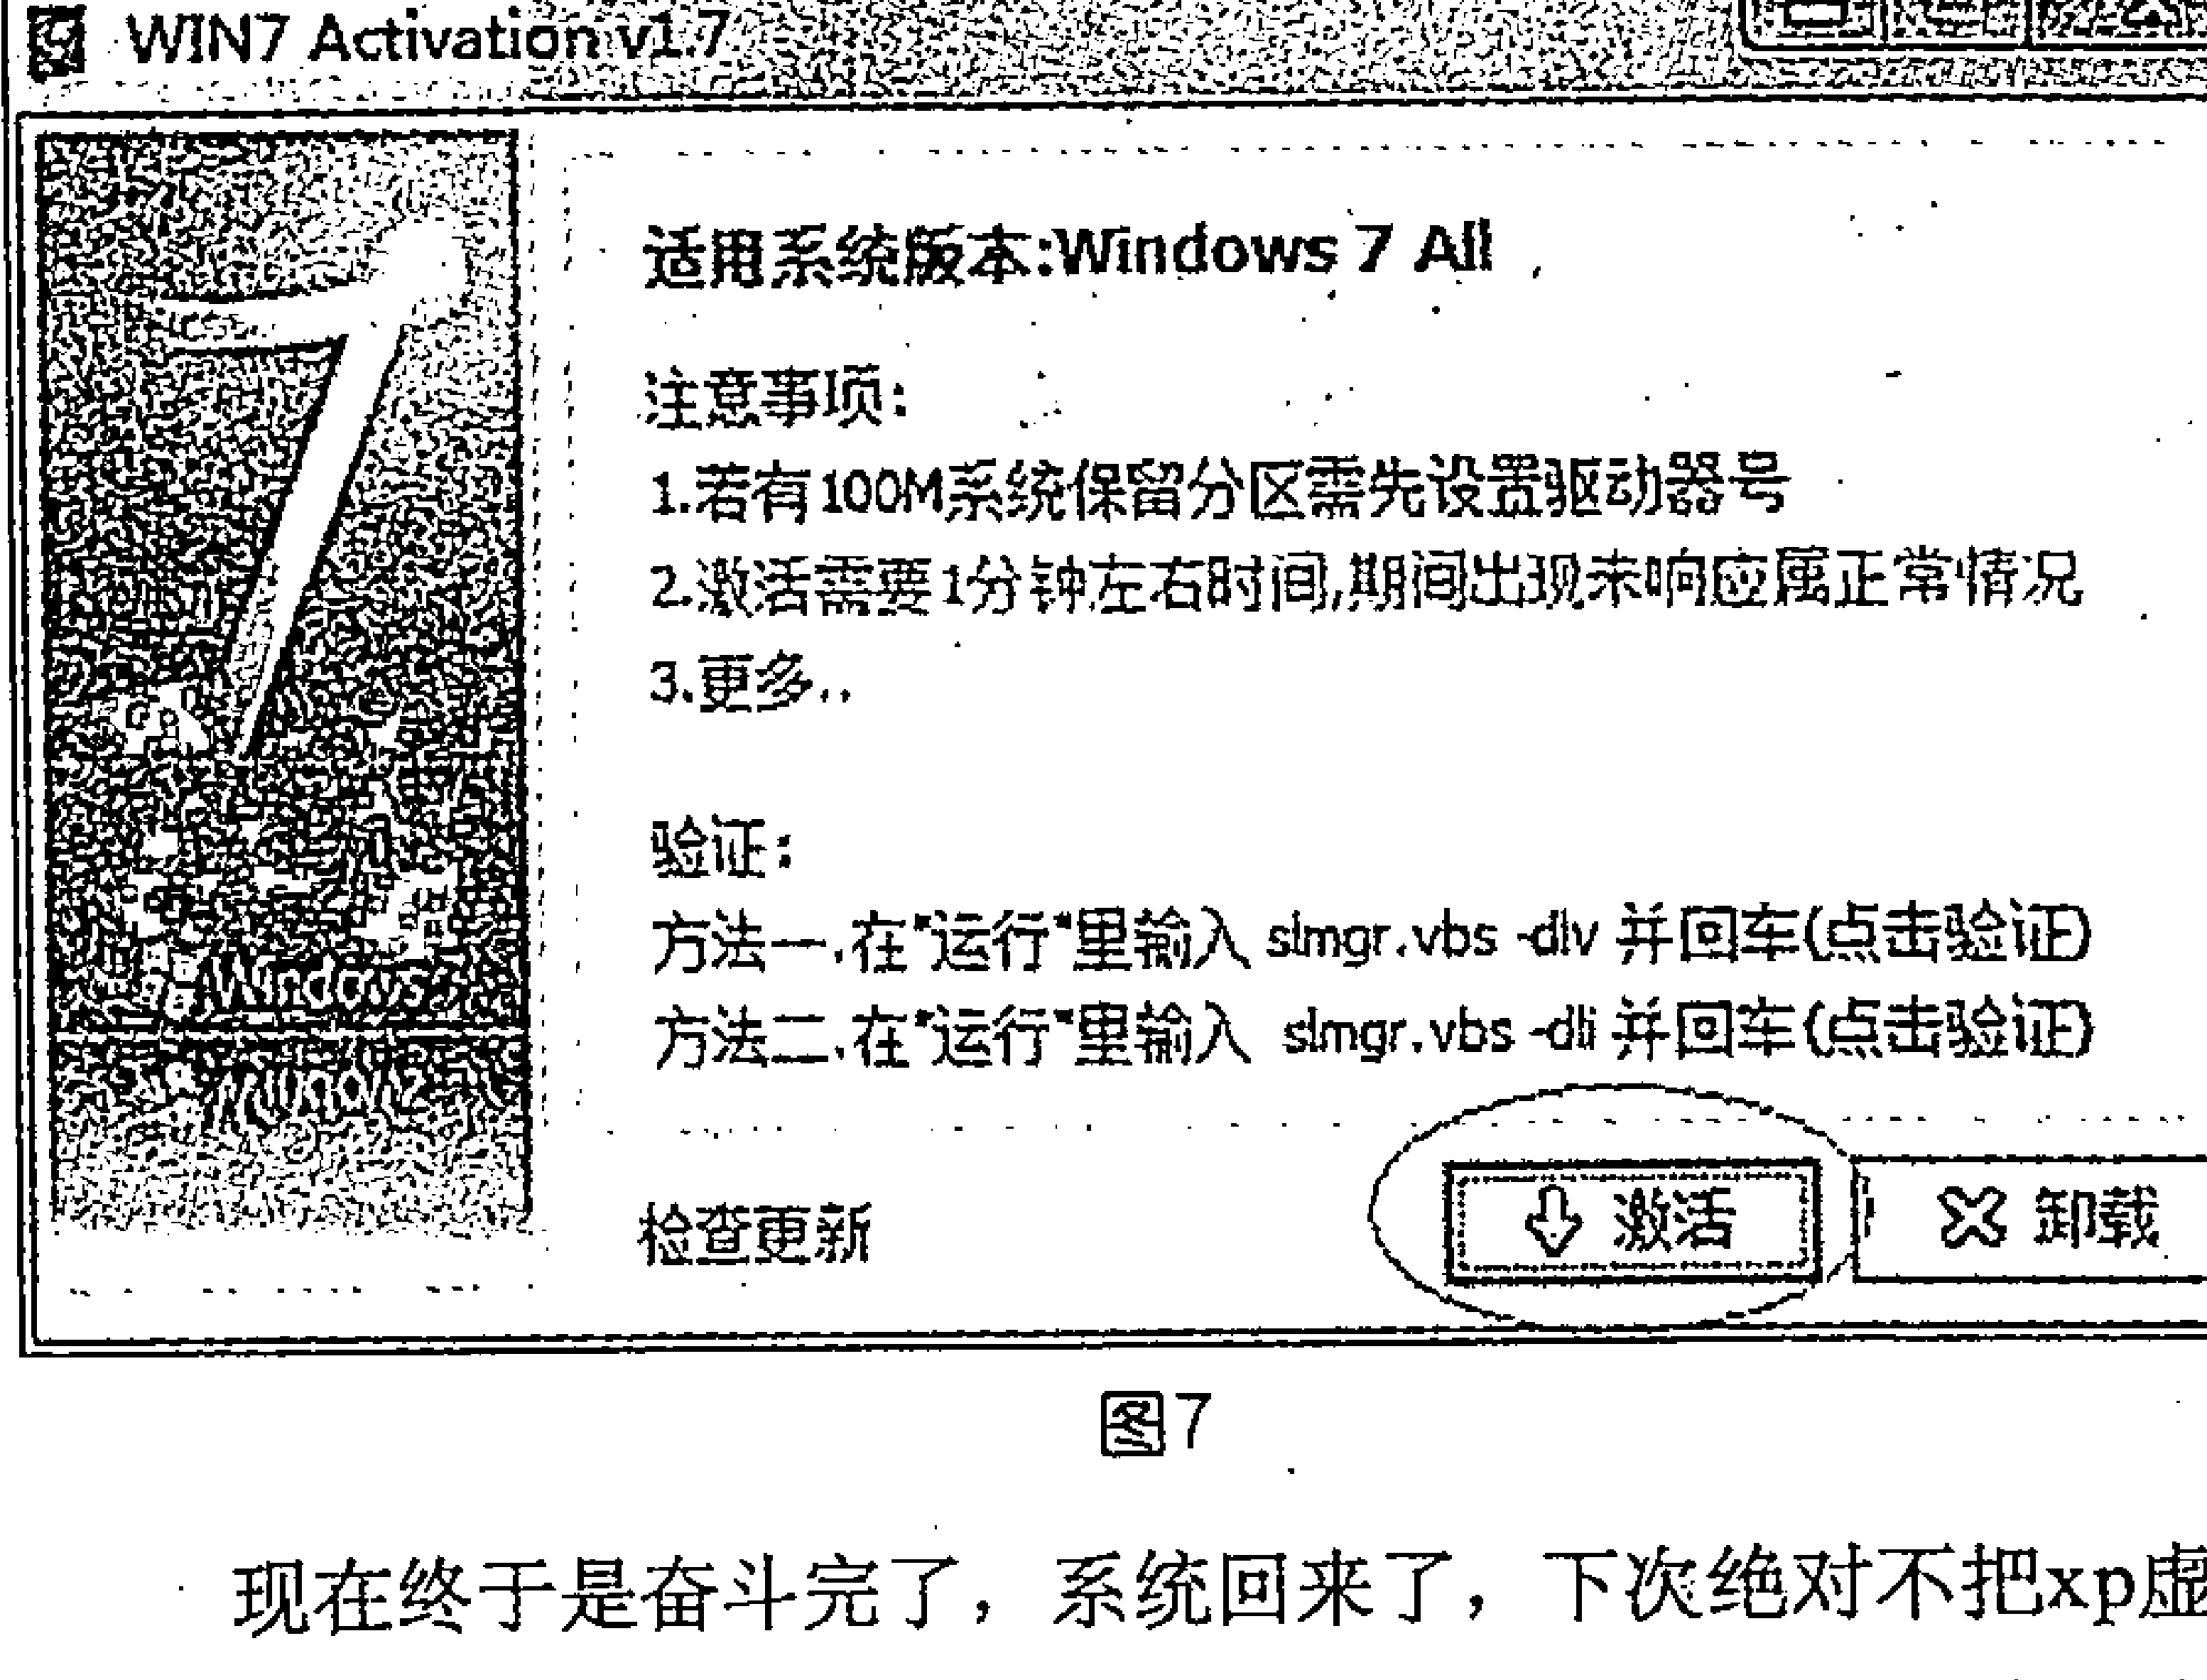 WIN7 Activation v1.7
适用系统版本:Windows 7 All
注意事项:
1.若有100M系统保留分区需先设置驱动器号
2.激活需要1分钟左右时间,期间出现未响应属正常情况
3.更多..
验证:
方法一.在"运行"里输入 slmgr.vbs -dlv 并回车(点击验证)
方法二.在"运行"里输入 slmgr.vbs -dli 并回车(点击验证)
检查更新
激活
卸载
图7
现在终于是奋斗完了，系统回来了，下次绝对不把xp虚